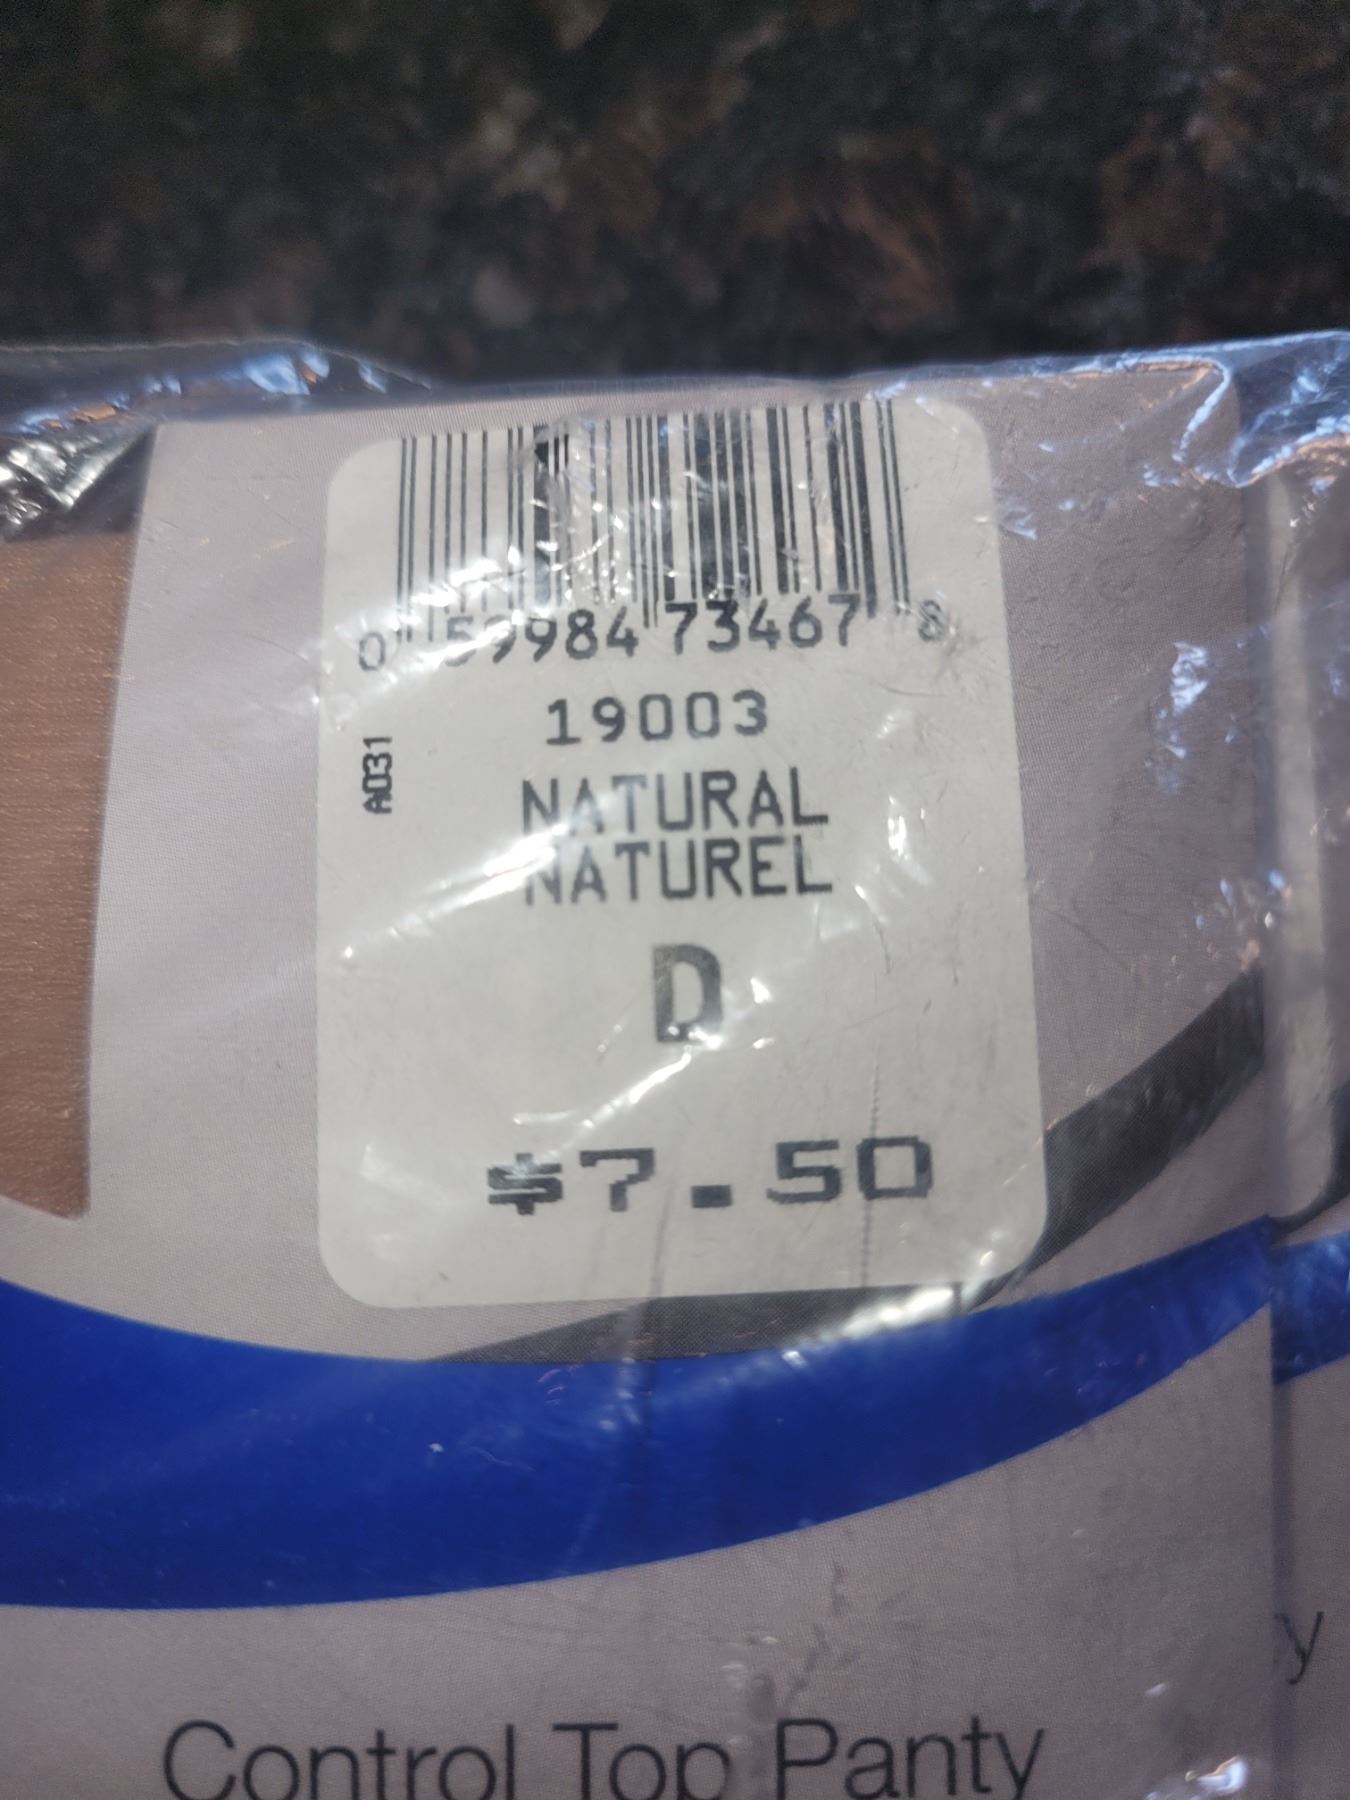 0 59984 73467 8
19003
A031
NATURAL
NATUREL
D
$7.50
y
Control Top Panty